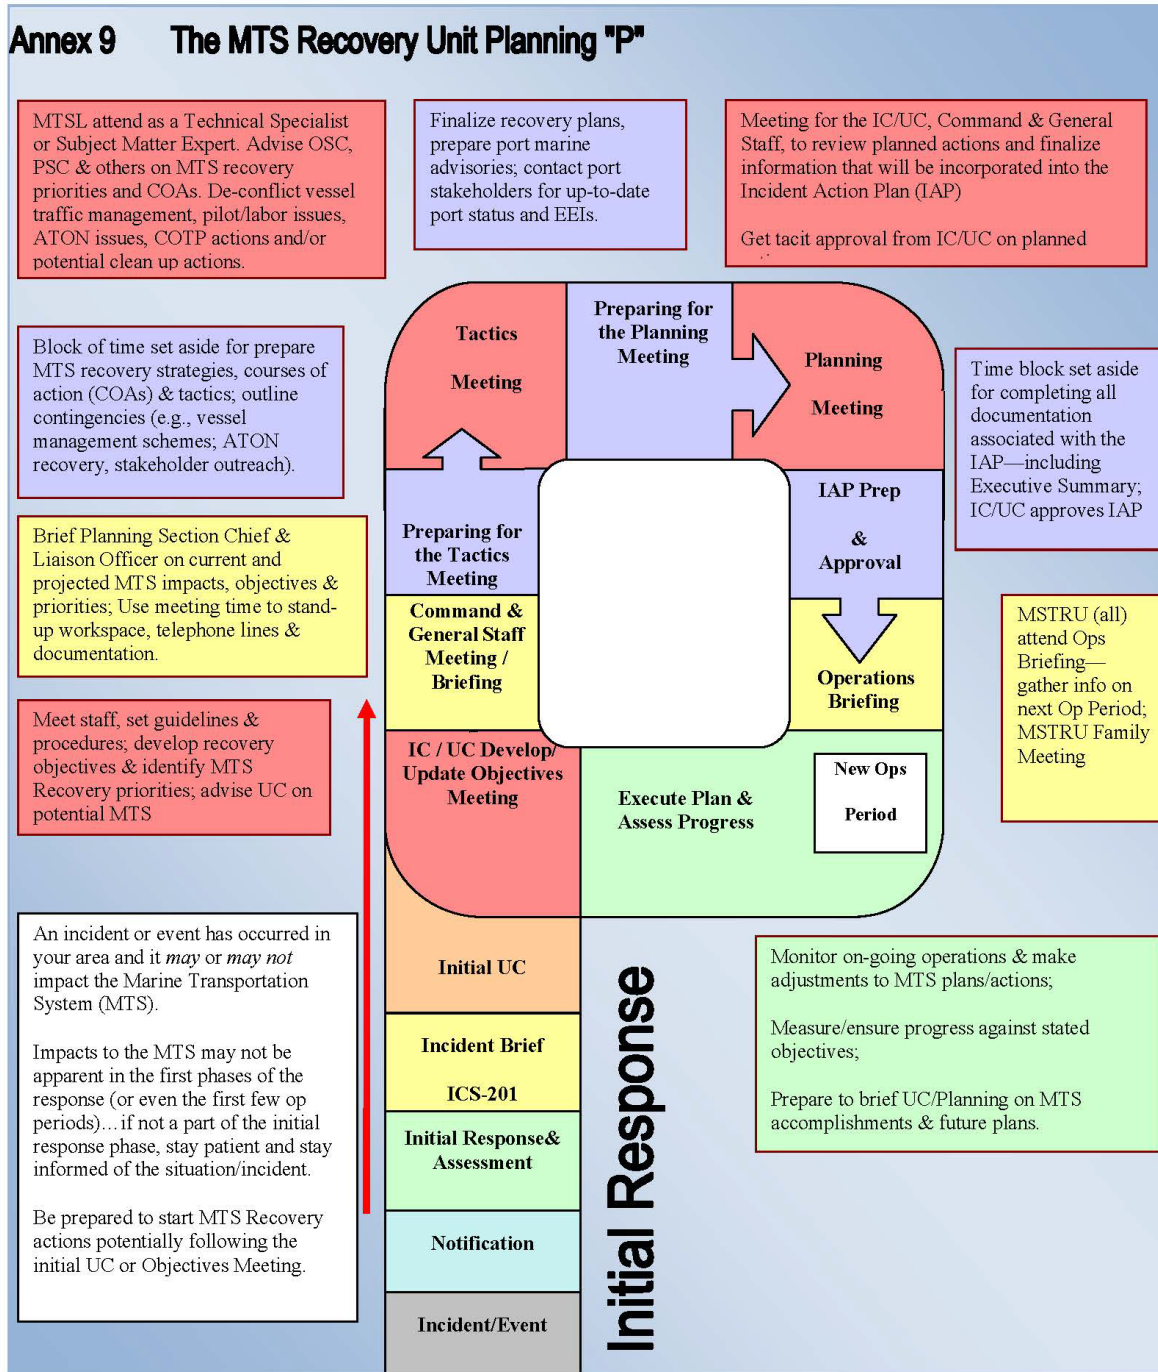 Annex 9 The MTS Recovery Unit Planning "P"
MTSL attend as a Technical Specialist
or Subject Matter Expert. Advise OSC,
PSC & others on MTS recovery
priorities and COAs. De-conflict vessel
traffic management, pilot/labor issues,
ATON issues, COTP actions and/or
potential clean up actions.
Finalize recovery plans,
prepare port marine
advisories; contact port
stakeholders for up-to-date
port status and EEIs.
Meeting for the IC/UC, Command & General
Staff, to review planned actions and finalize
information that will be incorporated into the
Incident Action Plan (IAP)
Get tacit approval from IC/UC on planned
Block of time set aside for prepare
MTS recovery strategies, courses of
action (COAs) & tactics; outline
contingencies (e.g., vessel
management schemes; ATON
recovery, stakeholder outreach).
Tactics
Meeting
Preparing for
the Planning
Meeting
Planning
Meeting
Time block set aside
for completing all
documentation
associated with the
IAP—including
Executive Summary;
IC/UC approves IAP
Brief Planning Section Chief &
Liaison Officer on current and
projected MTS impacts, objectives &
priorities; Use meeting time to stand-
up workspace, telephone lines &
documentation.
Preparing for
the Tactics
Meeting
IAP Prep
&
Approval
Command &
General Staff
Meeting /
Briefing
Operations
Briefing
MSTRU (all)
attend Ops
Briefing—
gather info on
next Op Period;
MSTRU Family
Meeting
Meet staff, set guidelines &
procedures; develop recovery
objectives & identify MTS
Recovery priorities; advise UC on
potential MTS
IC / UC Develop/
Update Objectives
Meeting
Execute Plan &
Assess Progress
New Ops
Period
An incident or event has occurred in
your area and it may or may not
impact the Marine Transportation
System (MTS).
Impacts to the MTS may not be
apparent in the first phases of the
response (or even the first few op
periods)…if not a part of the initial
response phase, stay patient and stay
informed of the situation/incident.
Be prepared to start MTS Recovery
actions potentially following the
initial UC or Objectives Meeting.
Initial UC
Incident Brief
ICS-201
Initial Response&
Assessment
Notification
Incident/Event
Initial Response
Monitor on-going operations & make
adjustments to MTS plans/actions;
Measure/ensure progress against stated
objectives;
Prepare to brief UC/Planning on MTS
accomplishments & future plans.